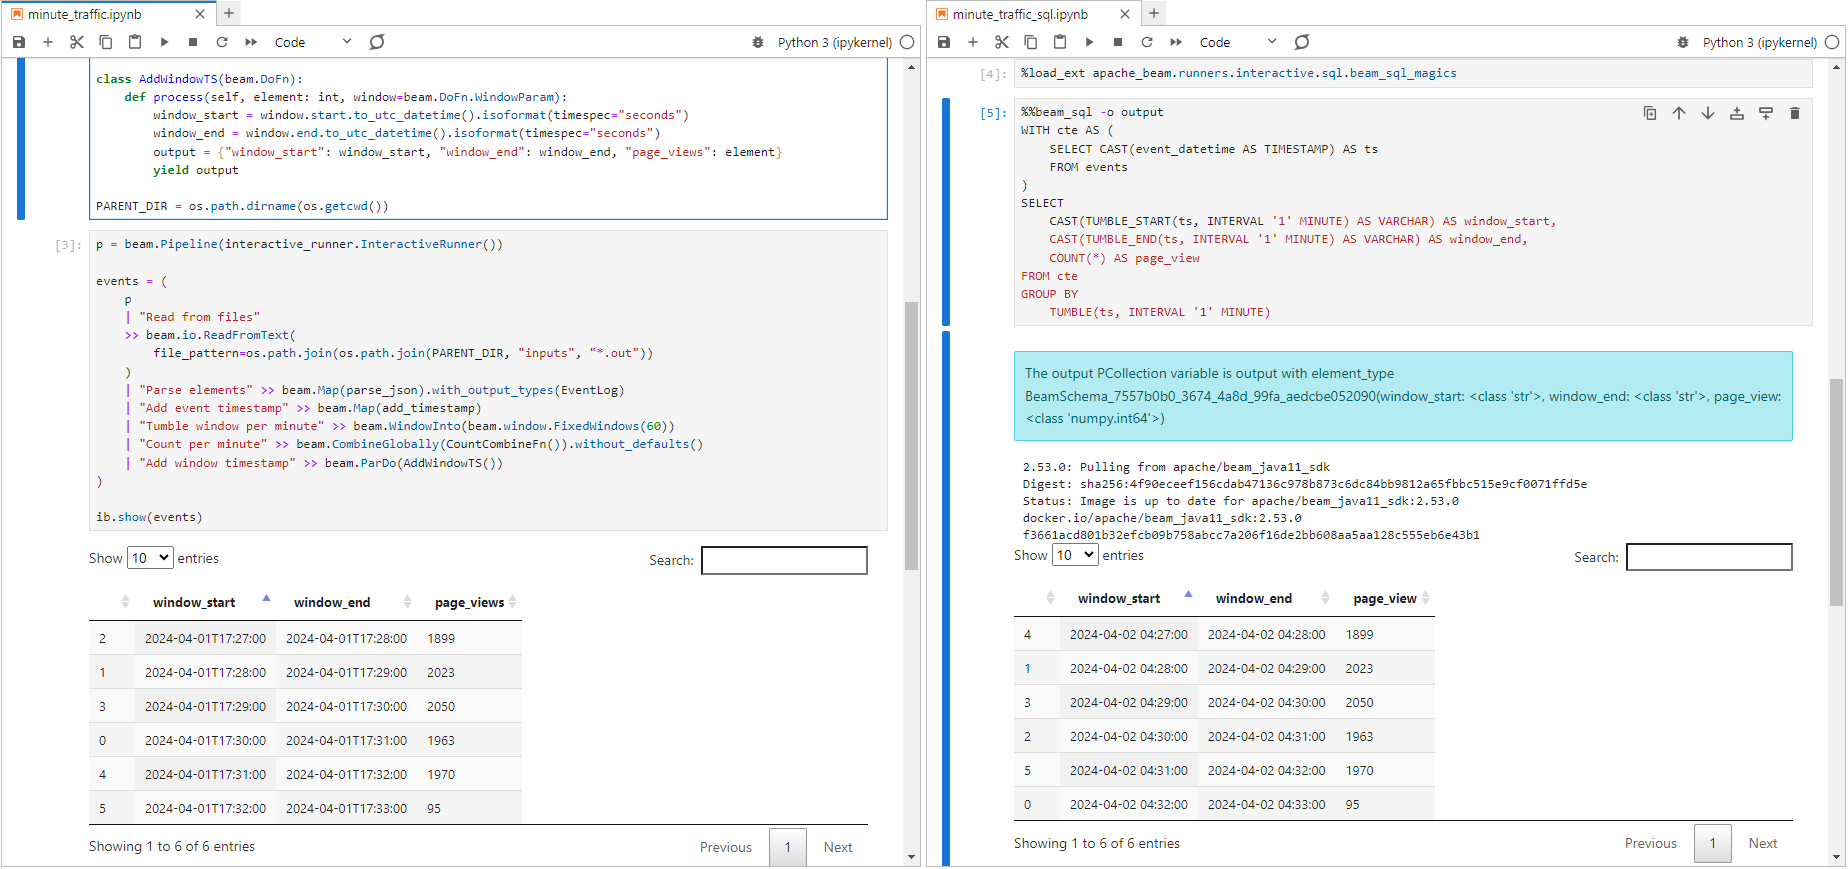 minute_traffic.ipynb
Code
Python 3 (ipykernel)
class AddWindowTS(beam.DoFn):
    def process(self, element: int, window=beam.DoFn.WindowParam):
        window_start = window.start.to_utc_datetime().isoformat(timespec="seconds")
        window_end = window.end.to_utc_datetime().isoformat(timespec="seconds")
        output = {"window_start": window_start, "window_end": window_end, "page_views": element}
        yield output
PARENT_DIR = os.path.dirname(os.getcwd())
[3]:
p = beam.Pipeline(interactive_runner.InteractiveRunner())
events = (
    p
    | "Read from files"
    >> beam.io.ReadFromText(
        file_pattern=os.path.join(os.path.join(PARENT_DIR, "inputs", "*.out"))
    )
    | "Parse elements" >> beam.Map(parse_json).with_output_types(EventLog)
    | "Add event timestamp" >> beam.Map(add_timestamp)
    | "Tumble window per minute" >> beam.WindowInto(beam.window.FixedWindows(60))
    | "Count per minute" >> beam.CombineGlobally(CountCombineFn()).without_defaults()
    | "Add window timestamp" >> beam.ParDo(AddWindowTS())
)
ib.show(events)
Show 10 entries
Search:
window_start window_end page_views
2 2024-04-01T17:27:00 2024-04-01T17:28:00 1899
1 2024-04-01T17:28:00 2024-04-01T17:29:00 2023
3 2024-04-01T17:29:00 2024-04-01T17:30:00 2050
0 2024-04-01T17:30:00 2024-04-01T17:31:00 1963
4 2024-04-01T17:31:00 2024-04-01T17:32:00 1970
5 2024-04-01T17:32:00 2024-04-01T17:33:00 95
Showing 1 to 6 of 6 entries
Previous 1 Next
minute_traffic_sql.ipynb
Code
Python 3 (ipykernel)
[4]: %load_ext apache_beam.runners.interactive.sql.beam_sql_magics
[5]: %%beam_sql -o output
WITH cte AS (
    SELECT CAST(event_datetime AS TIMESTAMP) AS ts
    FROM events
)
SELECT
    CAST(TUMBLE_START(ts, INTERVAL '1' MINUTE) AS VARCHAR) AS window_start,
    CAST(TUMBLE_END(ts, INTERVAL '1' MINUTE) AS VARCHAR) AS window_end,
    COUNT(*) AS page_view
FROM cte
GROUP BY
    TUMBLE(ts, INTERVAL '1' MINUTE)
The output PCollection variable is output with element_type
BeamSchema_7557b0b0_3674_4a8d_99fa_aedcbe052090(window_start: <class 'str'>, window_end: <class 'str'>, page_view:
<class 'numpy.int64'>)
2.53.0: Pulling from apache/beam_java11_sdk
Digest: sha256:4f90eceef156cdab47136c978b873c6dc84bb9812a65fbbc515e9cf0071ffd5e
Status: Image is up to date for apache/beam_java11_sdk:2.53.0
docker.io/apache/beam_java11_sdk:2.53.0
f3661acd801b32efcb09b758abcc7a206f16de2bb608aa5aa128c555eb6e43b1
Show 10 entries
Search:
window_start window_end page_view
4 2024-04-02 04:27:00 2024-04-02 04:28:00 1899
1 2024-04-02 04:28:00 2024-04-02 04:29:00 2023
3 2024-04-02 04:29:00 2024-04-02 04:30:00 2050
2 2024-04-02 04:30:00 2024-04-02 04:31:00 1963
5 2024-04-02 04:31:00 2024-04-02 04:32:00 1970
0 2024-04-02 04:32:00 2024-04-02 04:33:00 95
Showing 1 to 6 of 6 entries
Previous 1 Next